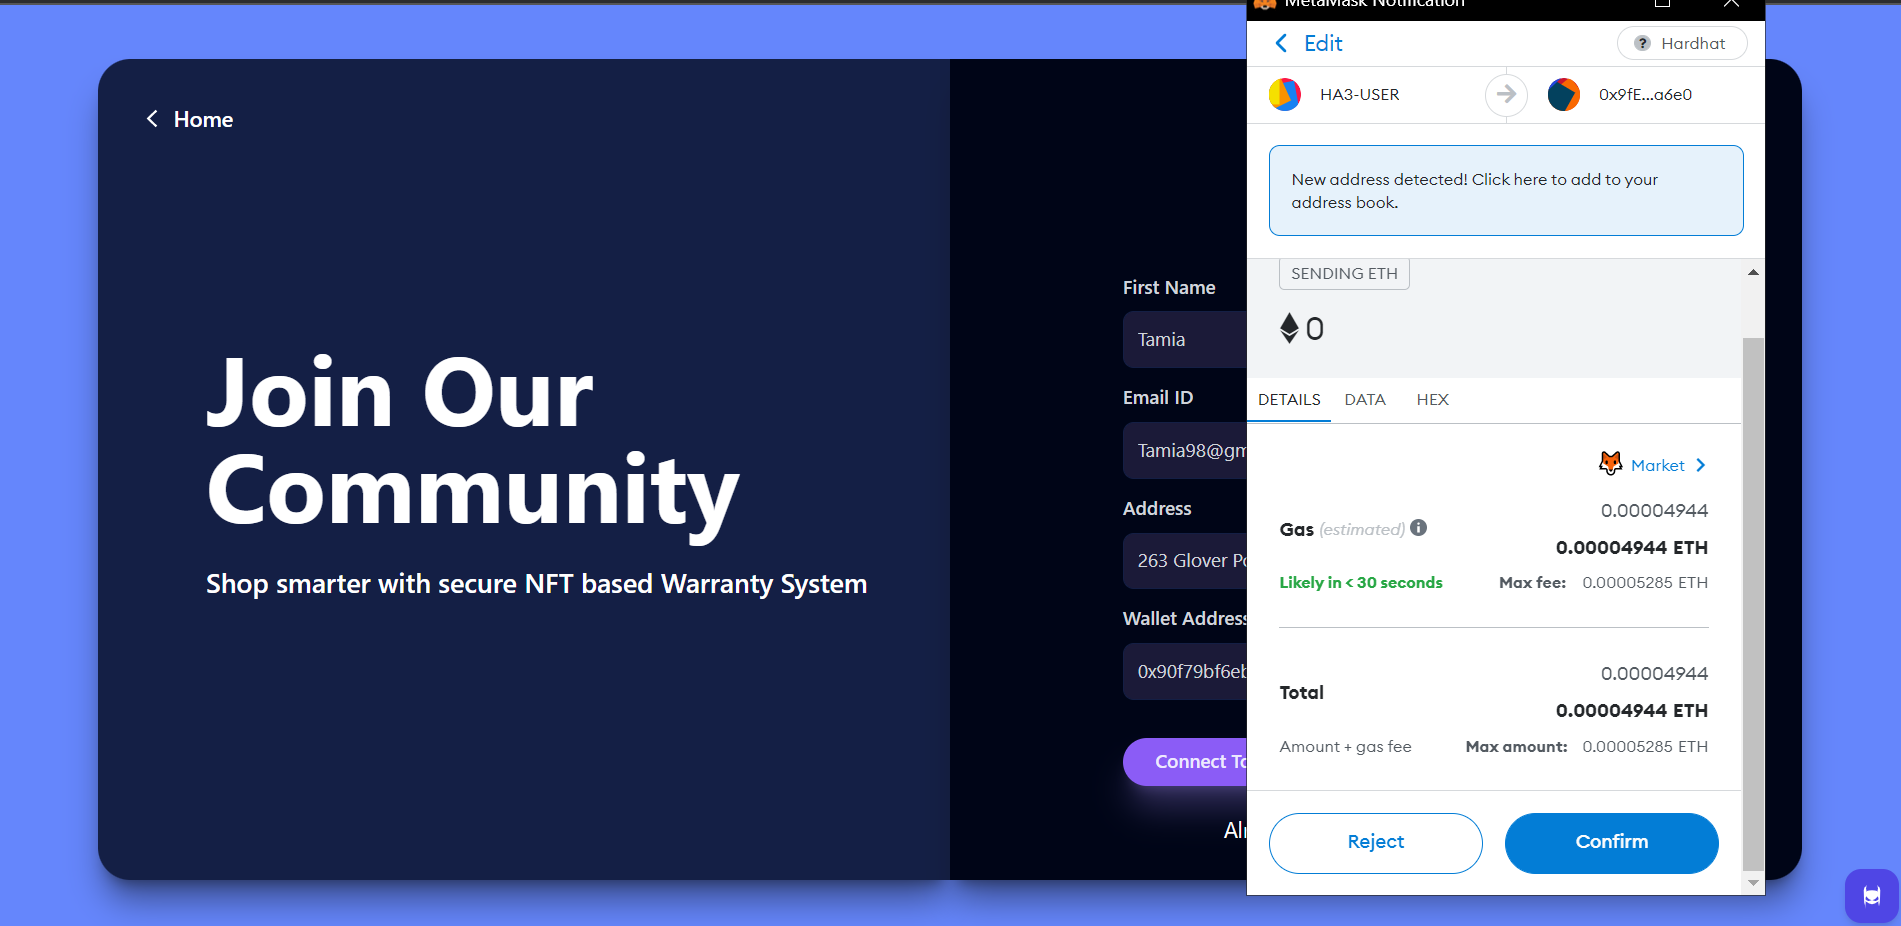 Home
Join Our
Community
Shop smarter with secure NFT based Warranty System
First Name
Tamia
Email ID
Tamia98@gm
Address
263 Glover
Wallet Address
0x90f79bf6eb
Connect
MetaMask Notification
Edit
Hardhat
HA3-USER
0x9fE...a6e0
New address detected! Click here to add to your
address book.
SENDING ETH
0
DETAILS DATA HEX
Market
0.00004944
Gas (estimated)
0.00004944 ETH
Likely in < 30 seconds Max fee: 0.00005285 ETH
0.00004944
Total
0.00004944 ETH
Amount + gas fee Max amount: 0.00005285 ETH
Reject Confirm